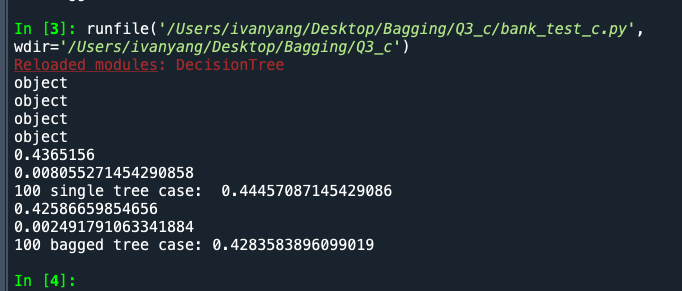 In [3]: runfile('/Users/ivanyang/Desktop/Bagging/Q3_c/bank_test_c.py',
wdir='/Users/ivanyang/Desktop/Bagging/Q3_c')
Reloaded modules: DecisionTree
object
object
object
object
0.4365156
0.008055271454290858
100 single tree case:  0.44457087145429086
0.42586659854656
0.002491791063341884
100 bagged tree case: 0.4283583896099019
In [4]: